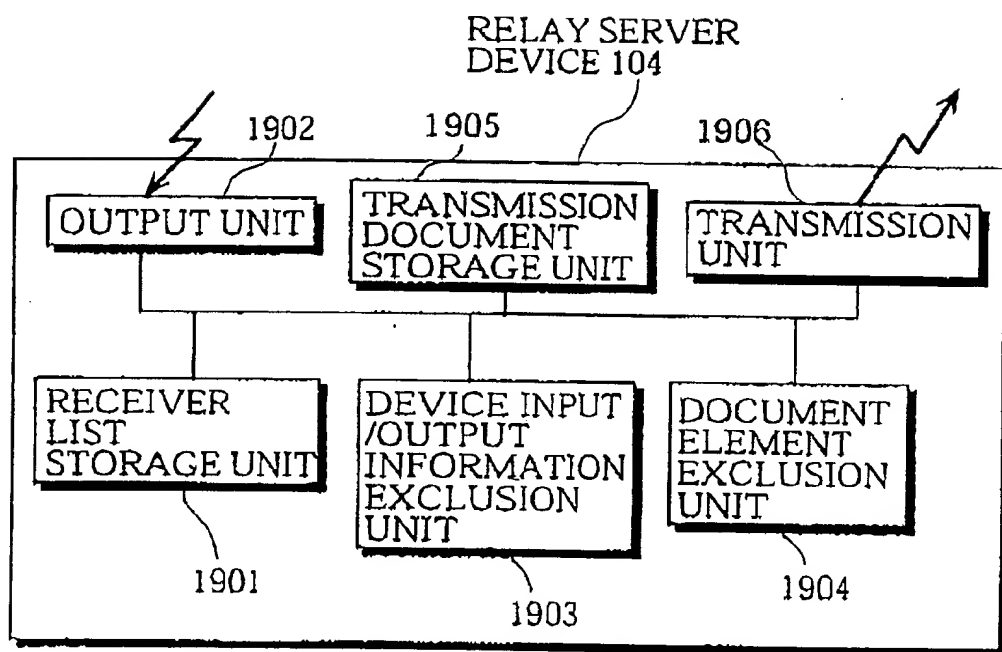 RELAY SERVER
DEVICE 104
1902
1905
1906
OUTPUT UNIT
TRANSMISSION
DOCUMENT
STORAGE UNIT
TRANSMISSION
UNIT
RECEIVER
LIST
STORAGE UNIT
DEVICE INPUT
/OUTPUT
INFORMATION
EXCLUSION
UNIT
DOCUMENT
ELEMENT
EXCLUSION
UNIT
1901
1903
1904